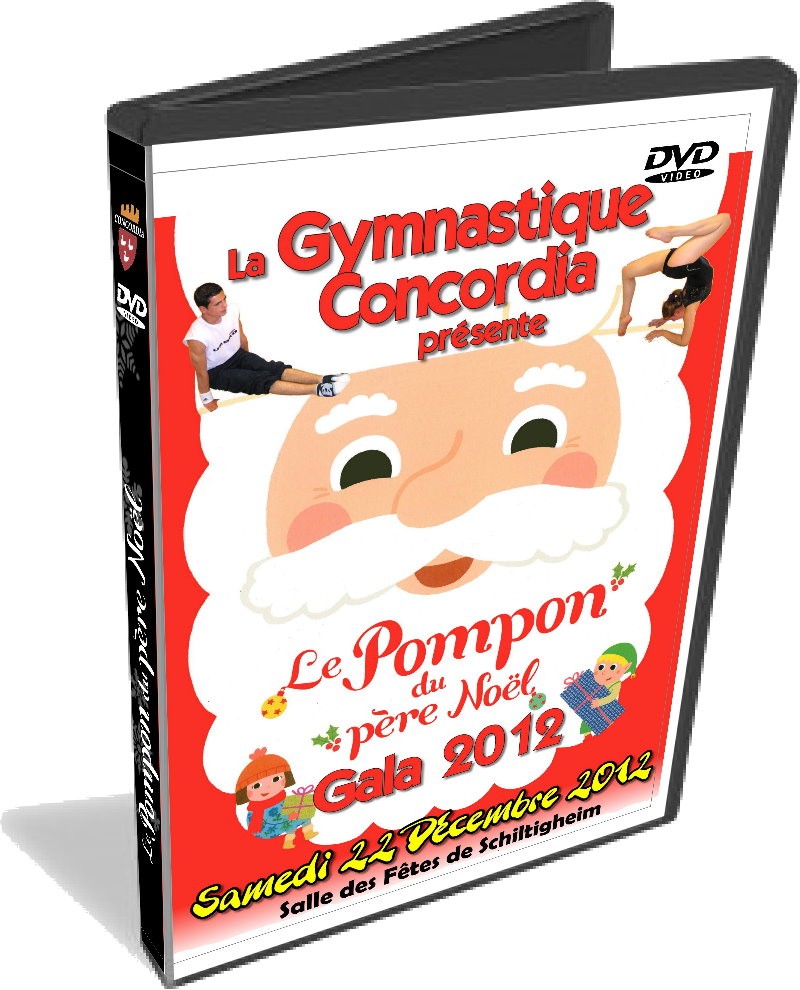 DVD
VIDEO
La Gymnastique
Concordia
présente
Le Pompon
du
père Noël
Gala 2012
Samedi 22 Décembre 2012
Salle des Fêtes de Schiltigheim
CONCORDIA
DVD
VIDEO
Le Pompon du père Noël